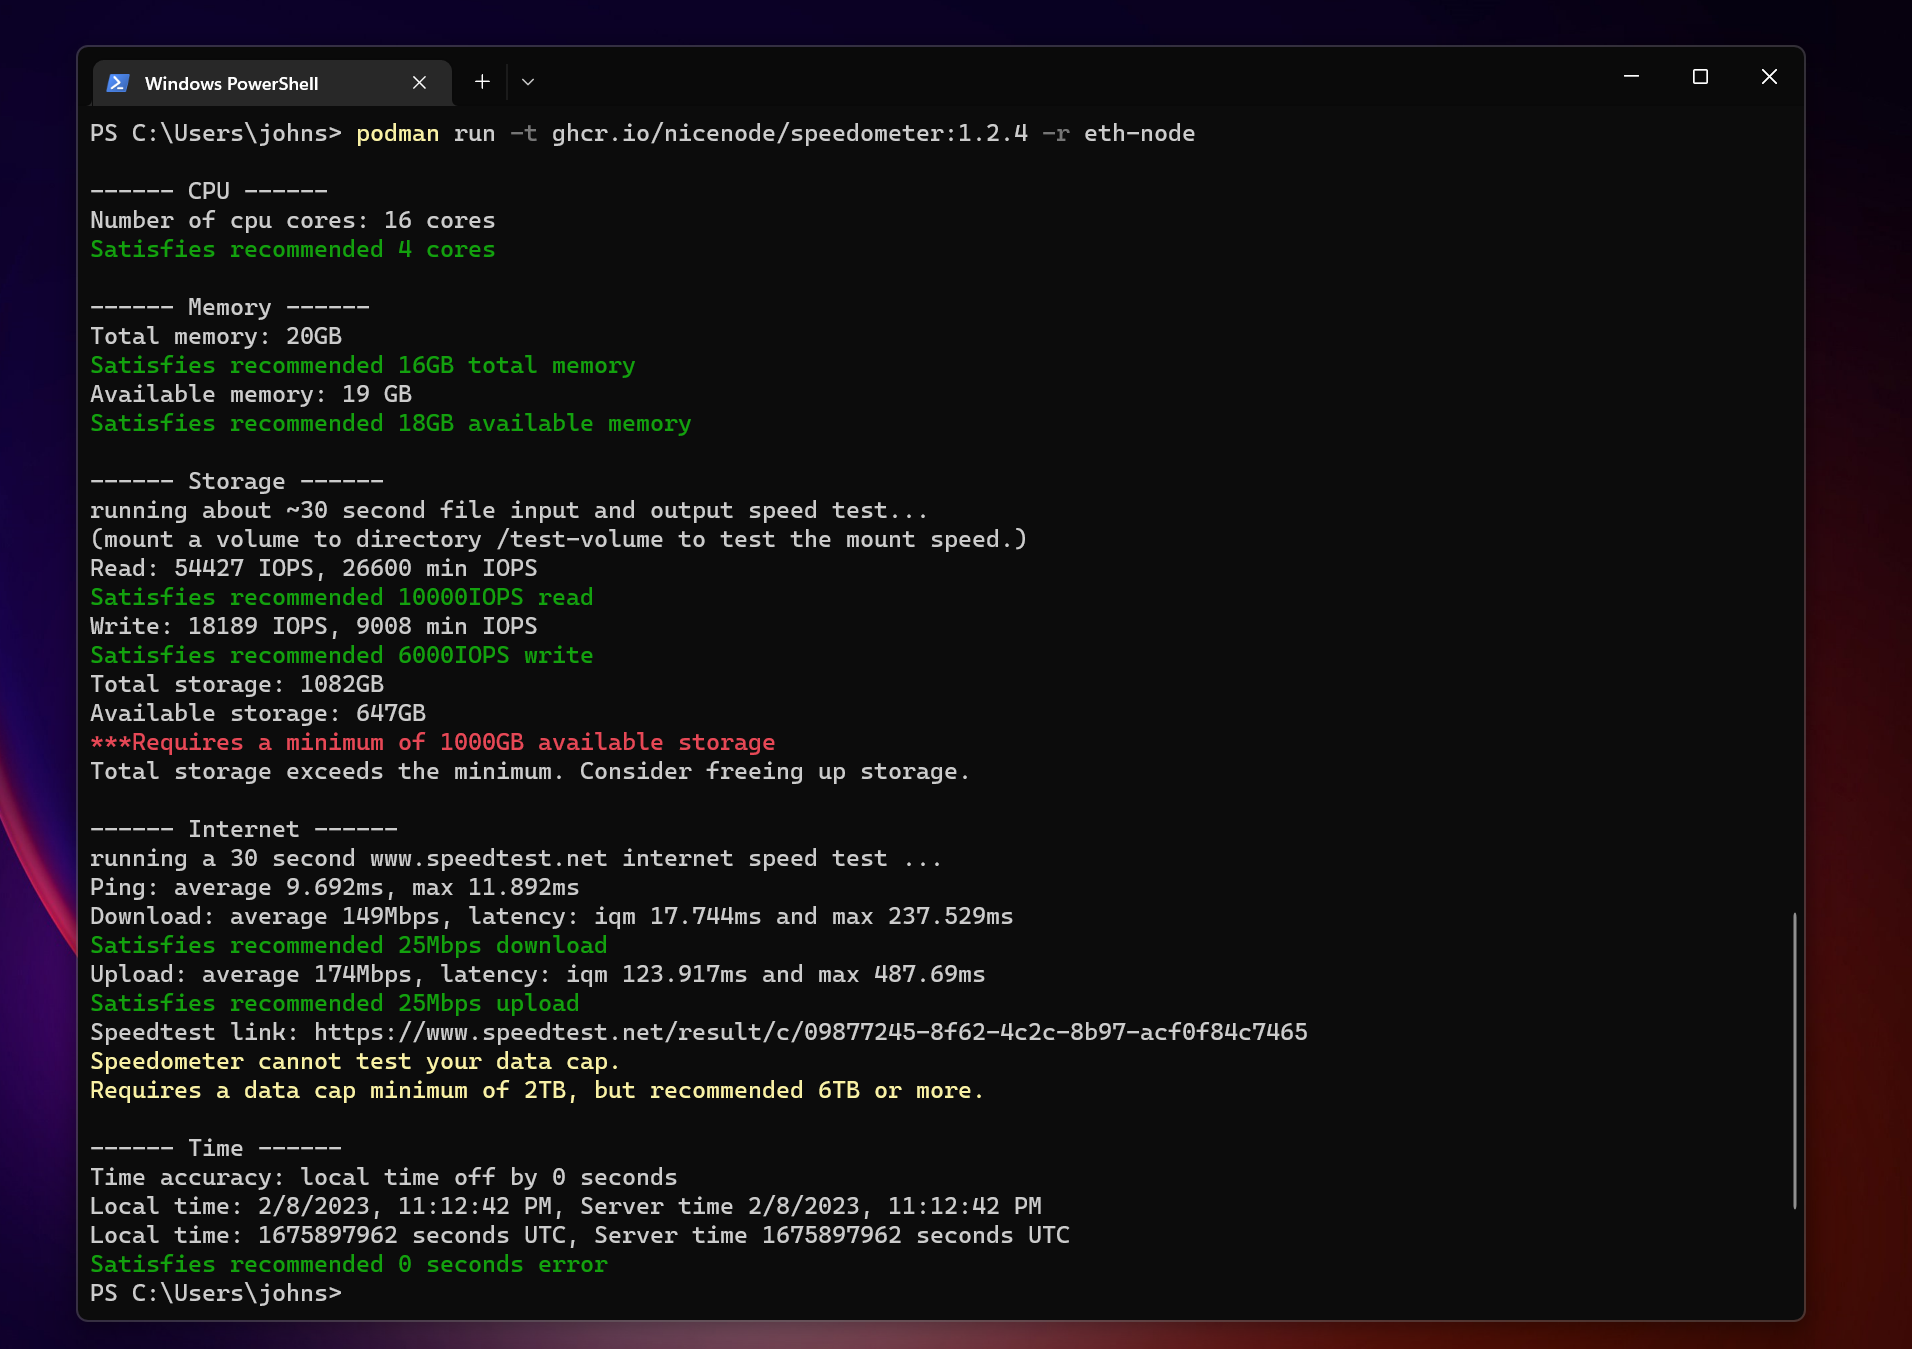 Windows PowerShell
PS C:\Users\johns> podman run -t ghcr.io/nicenode/speedometer:1.2.4 -r eth-node
------ CPU ------
Number of cpu cores: 16 cores
Satisfies recommended 4 cores
------ Memory ------
Total memory: 20GB
Satisfies recommended 16GB total memory
Available memory: 19 GB
Satisfies recommended 18GB available memory
------ Storage ------
running about ~30 second file input and output speed test...
(mount a volume to directory /test-volume to test the mount speed.)
Read: 54427 IOPS, 26600 min IOPS
Satisfies recommended 10000IOPS read
Write: 18189 IOPS, 9008 min IOPS
Satisfies recommended 6000IOPS write
Total storage: 1082GB
Available storage: 647GB
***Requires a minimum of 1000GB available storage
Total storage exceeds the minimum. Consider freeing up storage.
------ Internet ------
running a 30 second www.speedtest.net internet speed test ...
Ping: average 9.692ms, max 11.892ms
Download: average 149Mbps, latency: iqm 17.744ms and max 237.529ms
Satisfies recommended 25Mbps download
Upload: average 174Mbps, latency: iqm 123.917ms and max 487.69ms
Satisfies recommended 25Mbps upload
Speedtest link: https://www.speedtest.net/result/c/09877245-8f62-4c2c-8b97-acf0f84c7465
Speedometer cannot test your data cap.
Requires a data cap minimum of 2TB, but recommended 6TB or more.
------ Time ------
Time accuracy: local time off by 0 seconds
Local time: 2/8/2023, 11:12:42 PM, Server time 2/8/2023, 11:12:42 PM
Local time: 1675897962 seconds UTC, Server time 1675897962 seconds UTC
Satisfies recommended 0 seconds error
PS C:\Users\johns>